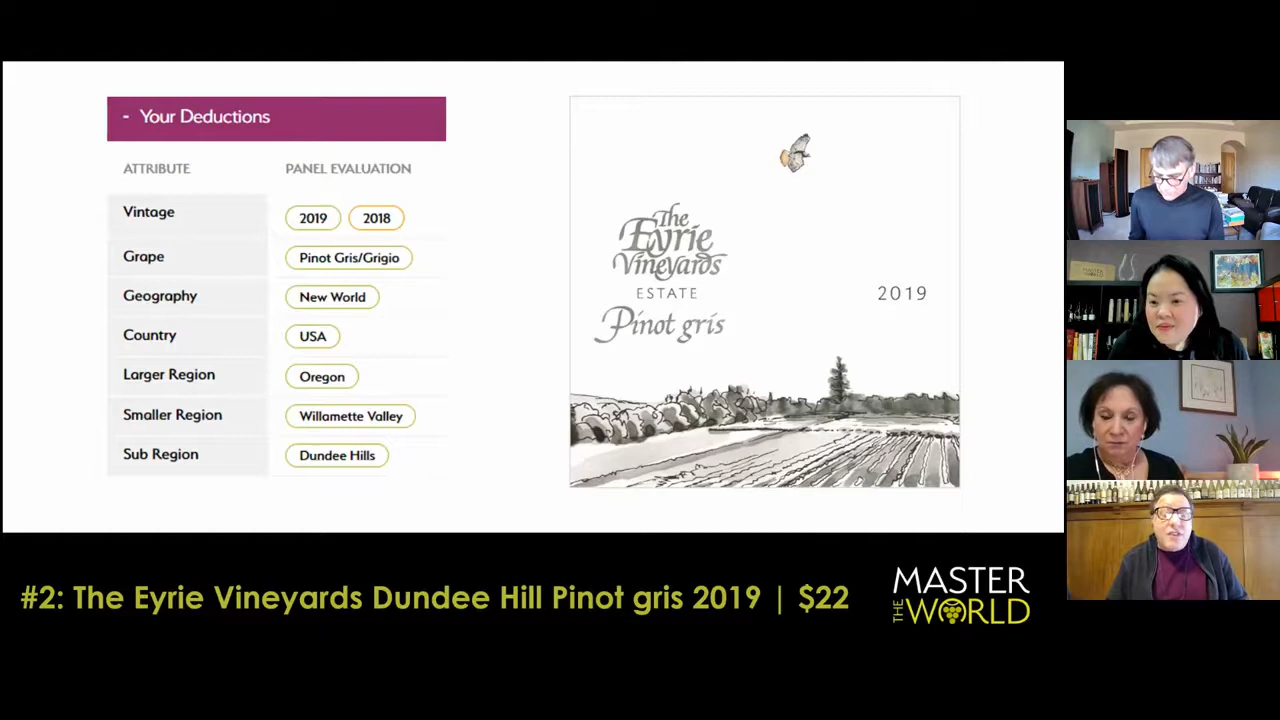 - Your Deductions
ATTRIBUTE PANEL EVALUATION
Vintage 2019 2018
Grape Pinot Gris/Grigio
Geography New World
Country USA
Larger Region Oregon
Smaller Region Willamette Valley
Sub Region Dundee Hills
The
Eyrie
Vineyards
ESTATE
Pinot gris
2019
#2: The Eyrie Vineyards Dundee Hill Pinot gris 2019 | $22
MASTER
THE WORLD